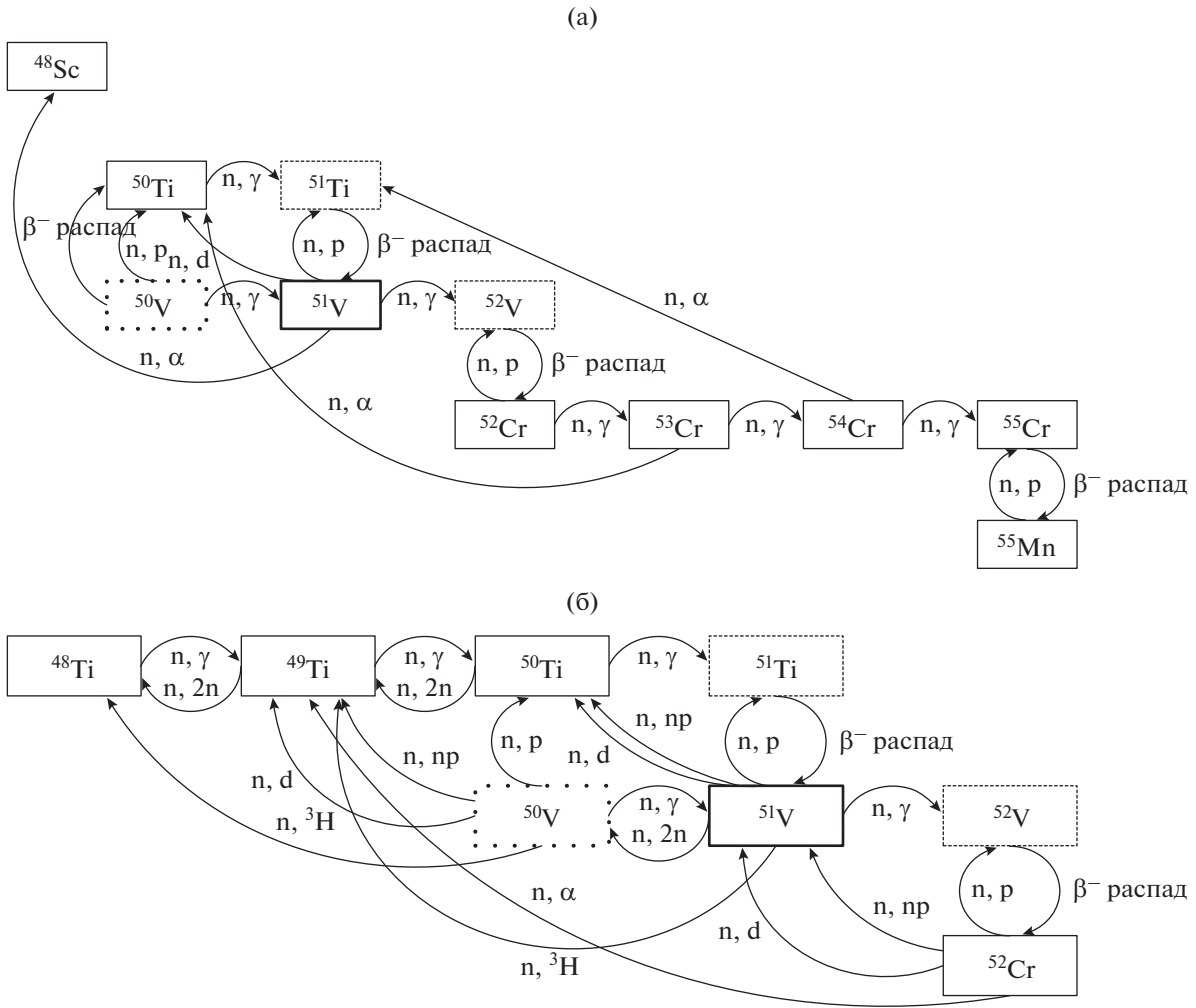 (а)
⁴⁸Sc
⁵⁰Ti
n, γ
⁵¹Ti
β⁻ распад
n, p
n, d
n, p
β⁻ распад
⁵⁰V
n, γ
⁵¹V
n, γ
⁵²V
n, α
n, α
n, p
β⁻ распад
n, α
⁵²Cr
n, γ
⁵³Cr
n, γ
⁵⁴Cr
n, γ
⁵⁵Cr
n, p
β⁻ распад
⁵⁵Mn
(б)
⁴⁸Ti
n, γ
n, 2n
⁴⁹Ti
n, γ
n, 2n
⁵⁰Ti
n, γ
⁵¹Ti
n, d
n, np
n, p
n, d
n, np
n, p
β⁻ распад
n, ³H
⁵⁰V
n, γ
n, 2n
⁵¹V
n, γ
⁵²V
n, α
n, ³H
n, d
n, np
n, p
β⁻ распад
⁵²Cr